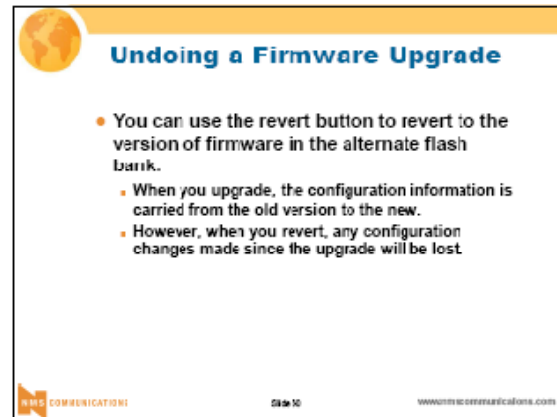 Undoing a Firmware Upgrade
You can use the revert button to revert to the
version of firmware in the alternate flash
bank.
When you upgrade, the configuration information is
carried from the old version to the new.
However, when you revert, any configuration
changes made since the upgrade will be lost.
NMS COMMUNICATIONS
Slide 50
www.nmscommunications.com